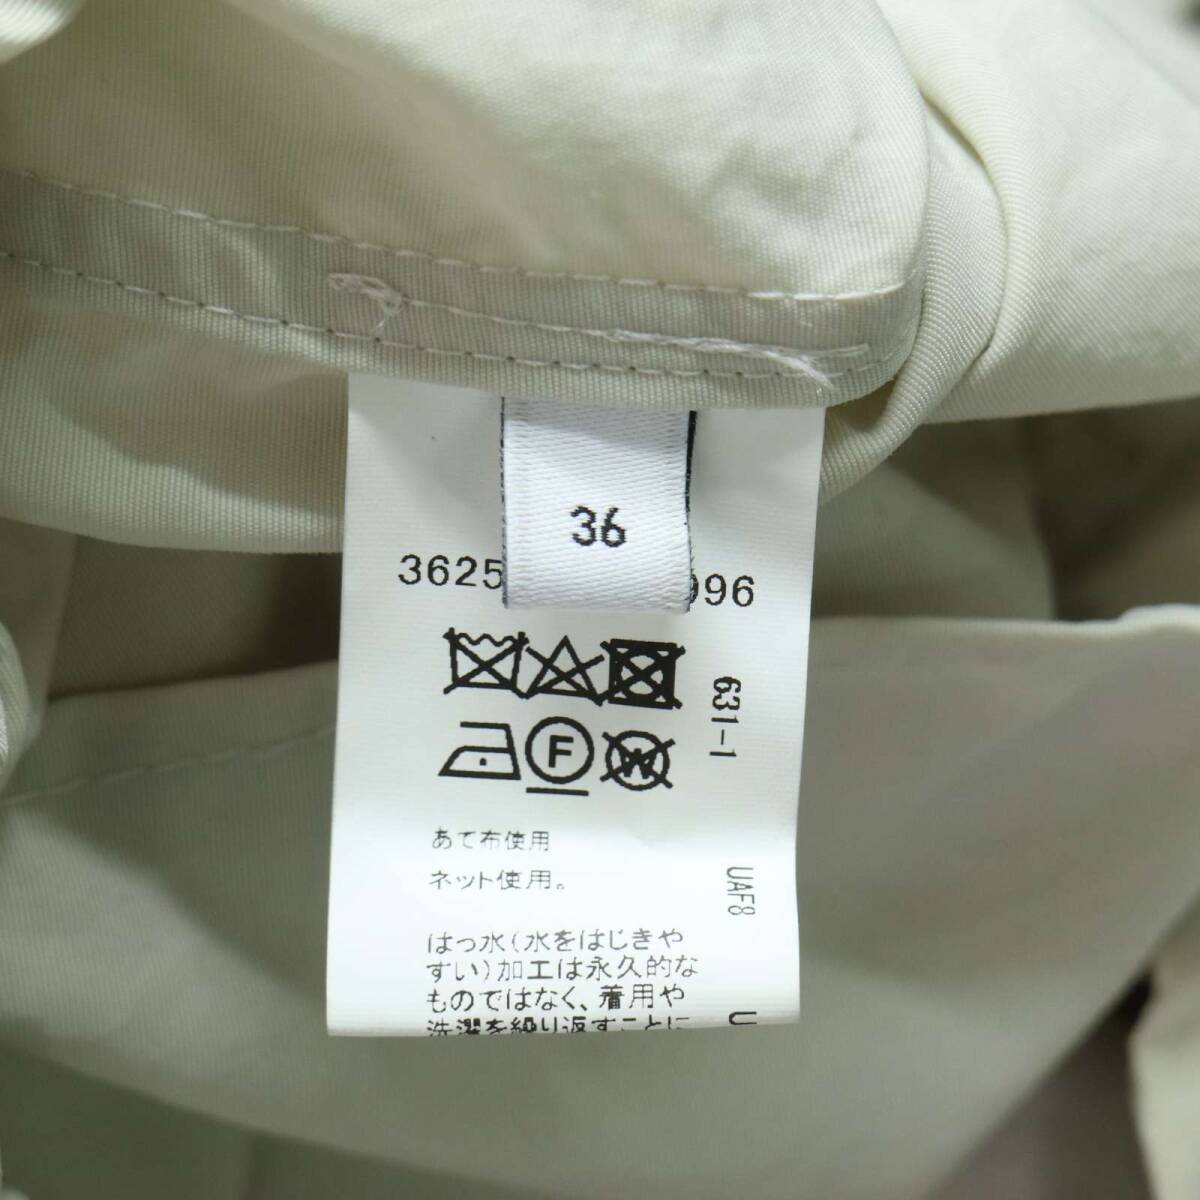 36
3625
996
631-1
F
W
あて布使用
ネット使用。
UAF8
はっ水(水をはじきや
すい)加工は永久的な
ものではなく、着用や
洗濯を繰り返すことに
U